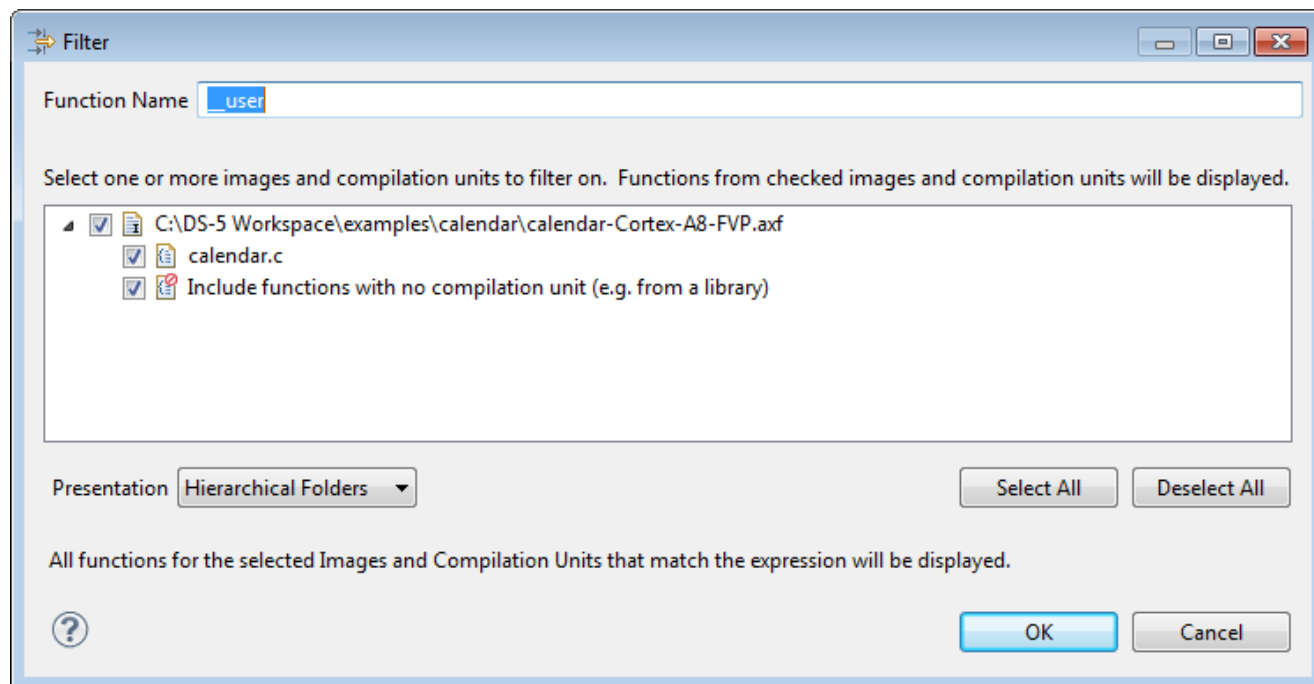 Filter
Function Name __user
Select one or more images and compilation units to filter on.  Functions from checked images and compilation units will be displayed.
C:\DS-5 Workspace\examples\calendar\calendar-Cortex-A8-FVP.axf
calendar.c
Include functions with no compilation unit (e.g. from a library)
Presentation Hierarchical Folders Select All Deselect All
All functions for the selected Images and Compilation Units that match the expression will be displayed.
? OK Cancel